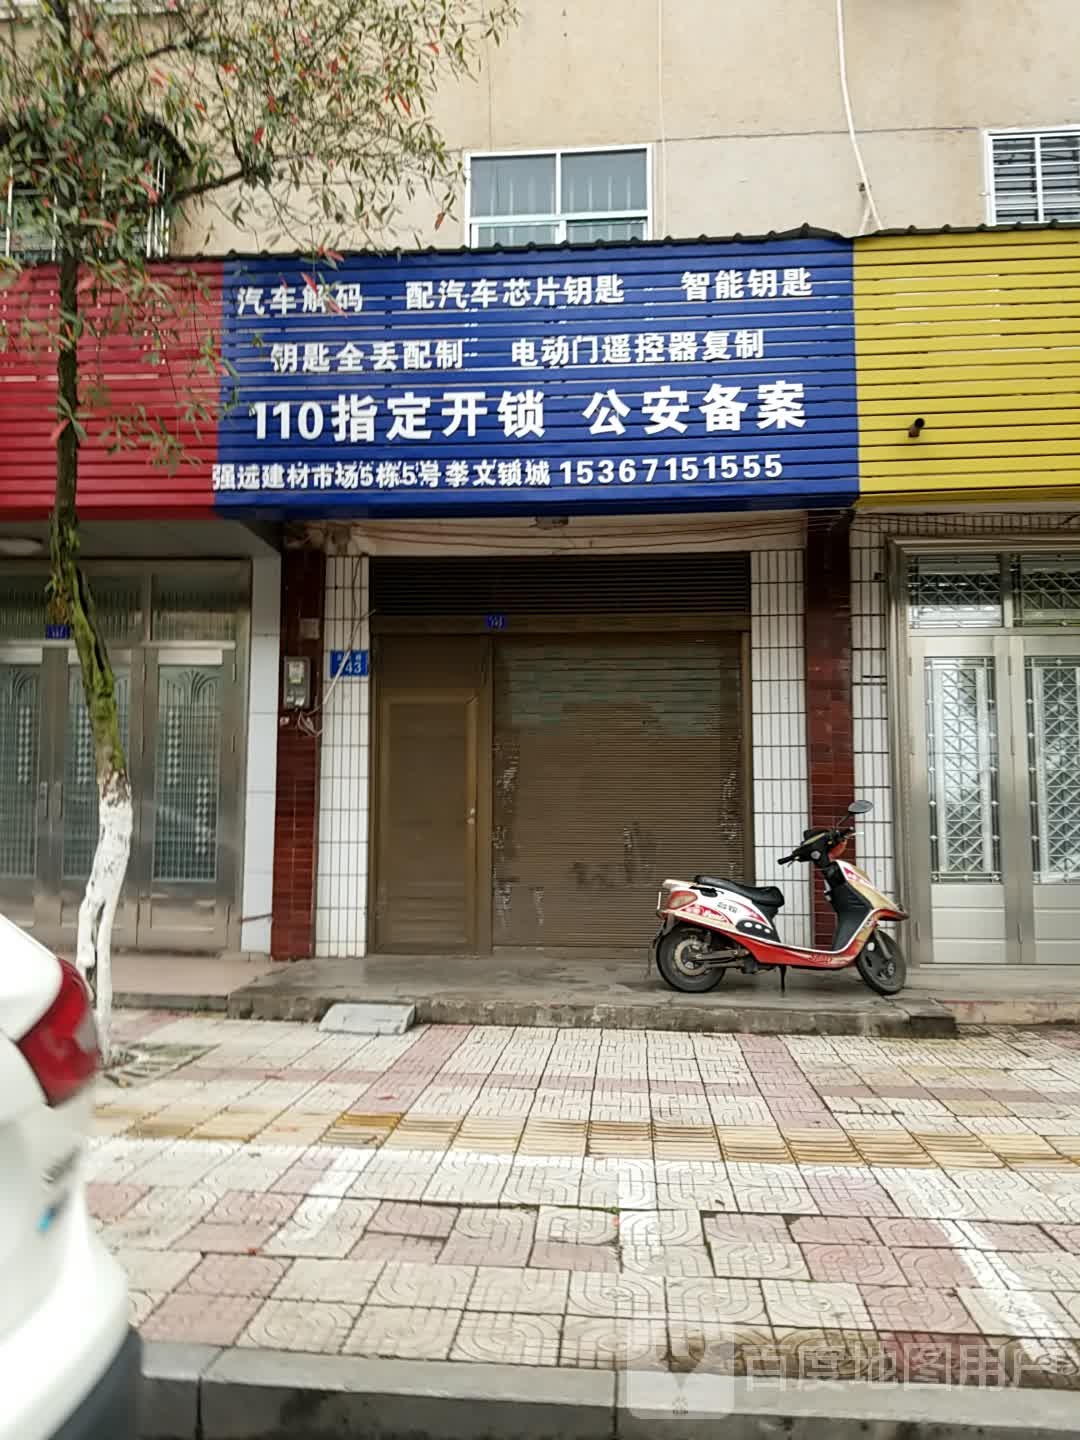 汽车解码 配汽车芯片钥匙 智能钥匙
钥匙全丢配制 电动门遥控器复制
110指定开锁 公安备案
强远建材市场5栋5号李文锁城 15367151555
343
百度地图用户